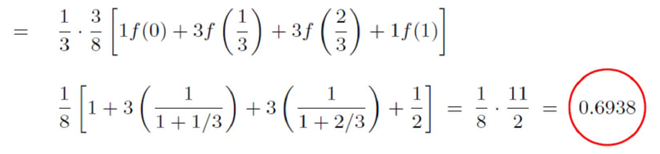 = 1/3 · 3/8 [1f(0) + 3f(1/3) + 3f(2/3) + 1f(1)]
1/8 [1 + 3(1/(1 + 1/3)) + 3(1/(1 + 2/3)) + 1/2] = 1/8 · 11/2 = 0.6938